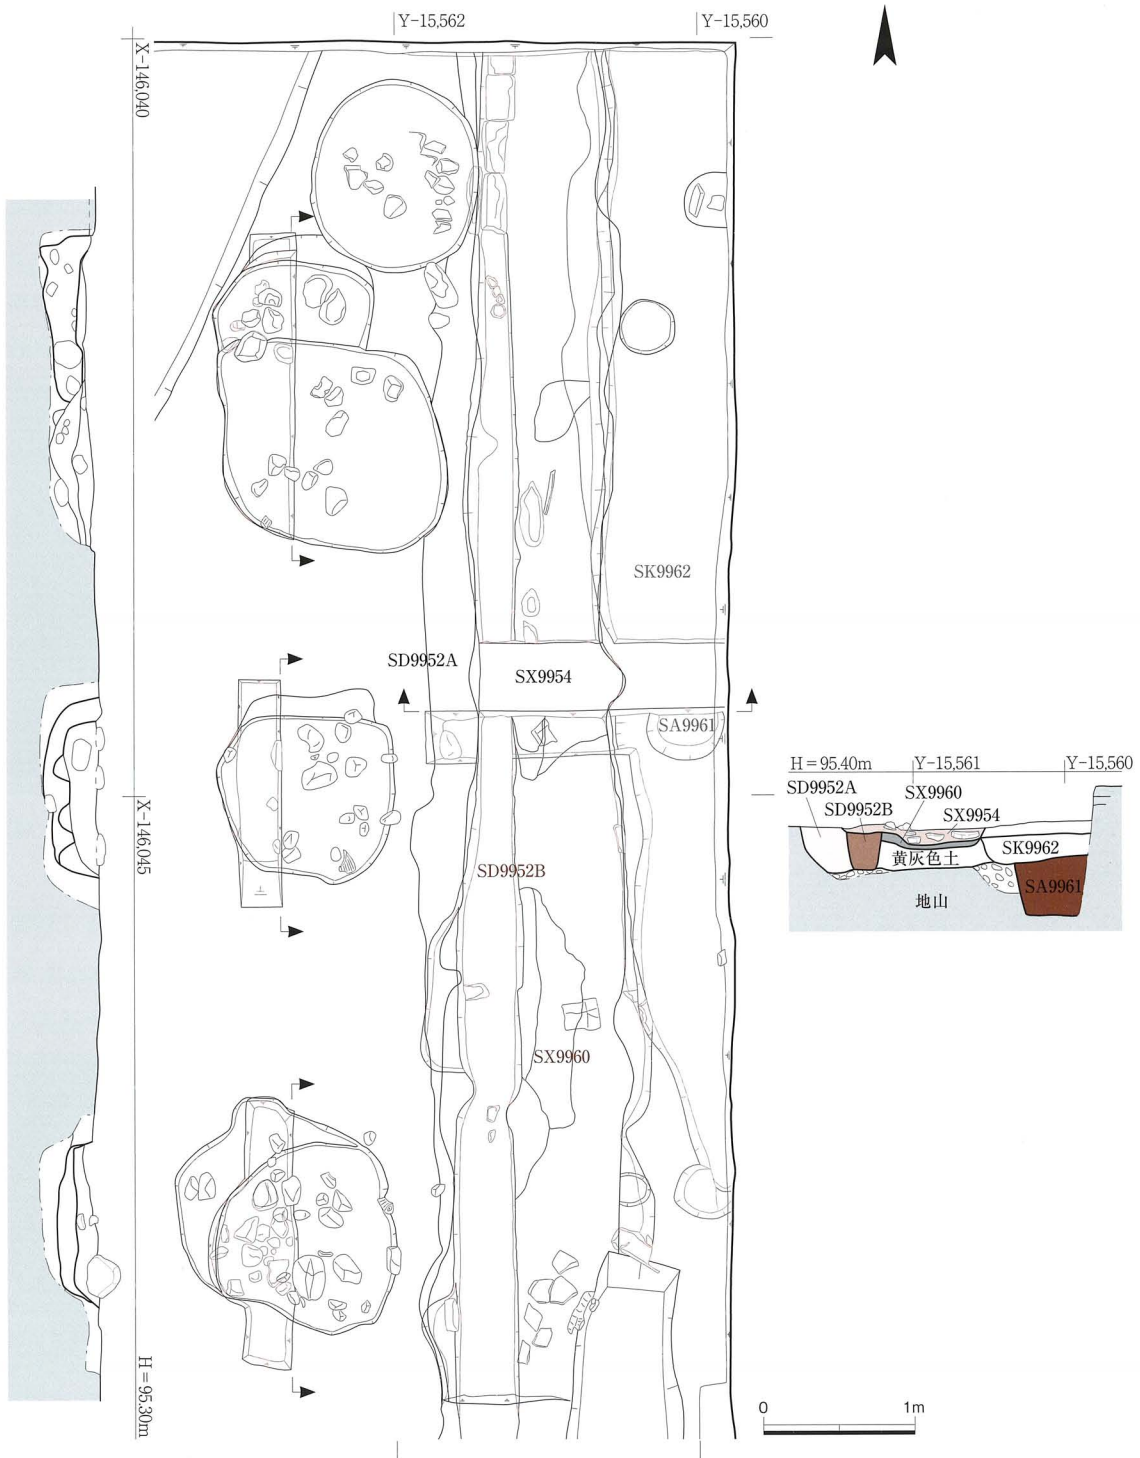 Y-15,562
Y-15,560
X-146,040
SK9962
SD9952A
SX9954
SA9961
H=95.40m
Y-15,561
Y-15,560
SD9952A
SX9960
SD9952B
SX9954
SK9962
黄灰色土
SA9961
地山
X-146,045
SD9952B
SX9960
H=95.30m
0
1m